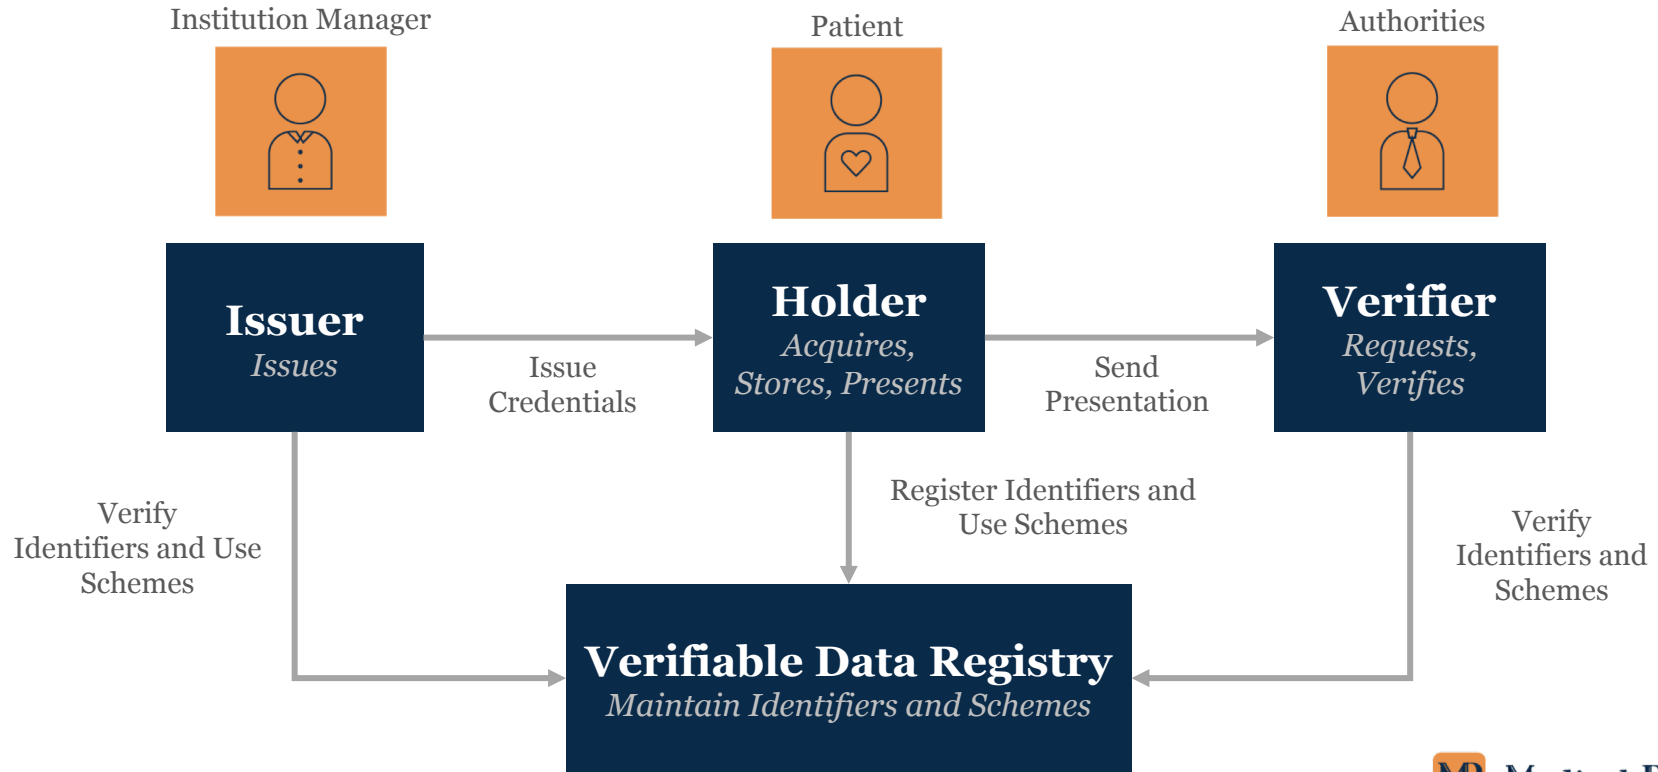 Institution Manager
Patient
Authorities
Issuer
Issues
Holder
Acquires,
Stores, Presents
Verifier
Requests,
Verifies
Issue
Credentials
Send
Presentation
Verify
Identifiers and Use
Schemes
Register Identifiers and
Use Schemes
Verify
Identifiers and
Schemes
Verifiable Data Registry
Maintain Identifiers and Schemes